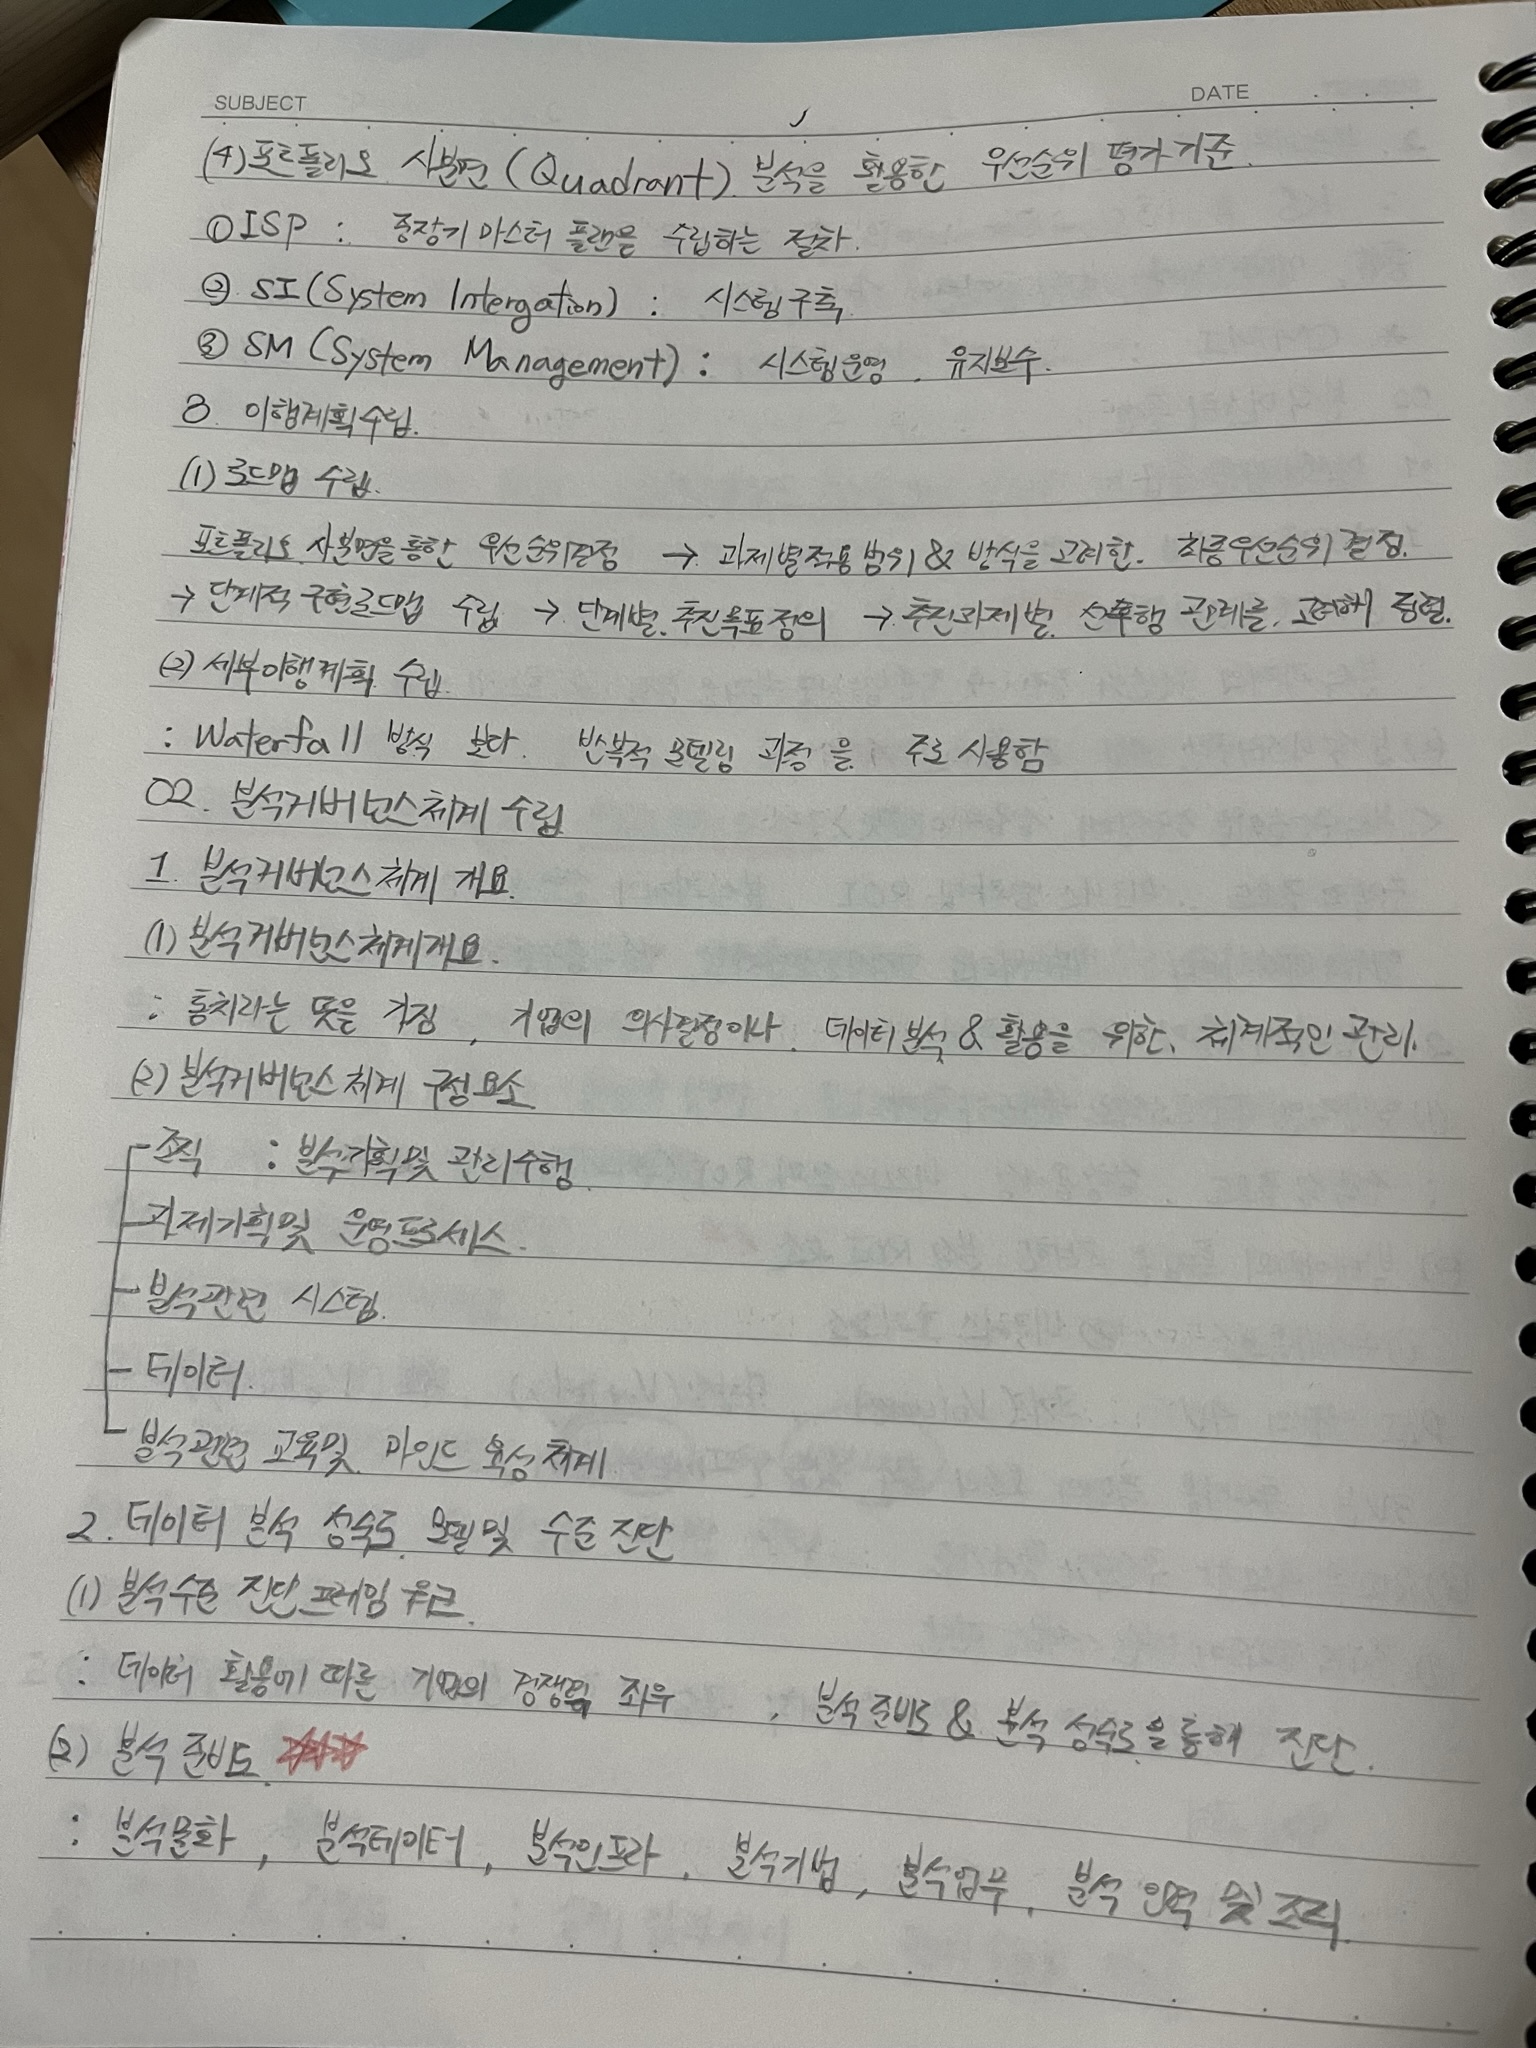 SUBJECT
DATE
(4) 포트폴리오 사분면 (Quadrant) 분석을 활용한 우선순위 평가기준.
① ISP : 중장기 마스터 플랜을 수립하는 절차.
② SI (System Intergation) : 시스템 구축.
③ SM (System Management) : 시스템 운영, 유지보수.
3. 이행계획수립.
(1) 로드맵 수립.
포트폴리오 사분면을 통한 우선순위결정 → 과제별 적용범위 & 방식을 고려한. 최종우선순위 결정.
→ 단계적 구현로드맵 수립 → 단계별. 추진목표정의 → 추진과제별. 선후행 관계를. 고려해 정렬.
(2) 세부이행계획. 수립.
: Waterfall 방식 보다. 반복적 모델링 과정을. 주로 사용함
02. 분석거버넌스체계 수립
1. 분석거버넌스체계 개요.
(1) 분석거버넌스체계개요.
: 통치라는 뜻을 가짐, 기업의 의사결정이나. 데이터 분석 & 활용을 위한. 체계적인 관리.
(2) 분석거버넌스 체계 구성요소
조직 : 분석기획및 관리수행.
과제기획및 운영프로세스.
분석관련 시스템.
데이터.
분석관련 교육및. 마인드 육성체계.
2. 데이터 분석 성숙도. 모델 및 수준 진단
(1) 분석수준 진단프레임 워크.
: 데이터 활용에 따른 기업의 경쟁력 좌우, 분석 준비도 & 분석 성숙도를 통해 진단.
(2) 분석 준비도.
: 분석문화, 분석데이터, 분석인프라, 분석기법, 분석업무, 분석 인력 및 조직.